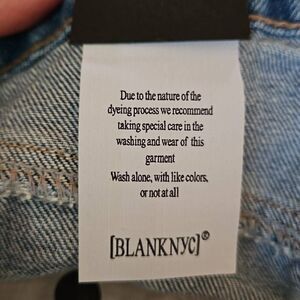 Due to the nature of the
dyeing process we recommend
taking special care in the
washing and wear of this
garment
Wash alone, with like colors,
or not at all
[BLANKNYC]®